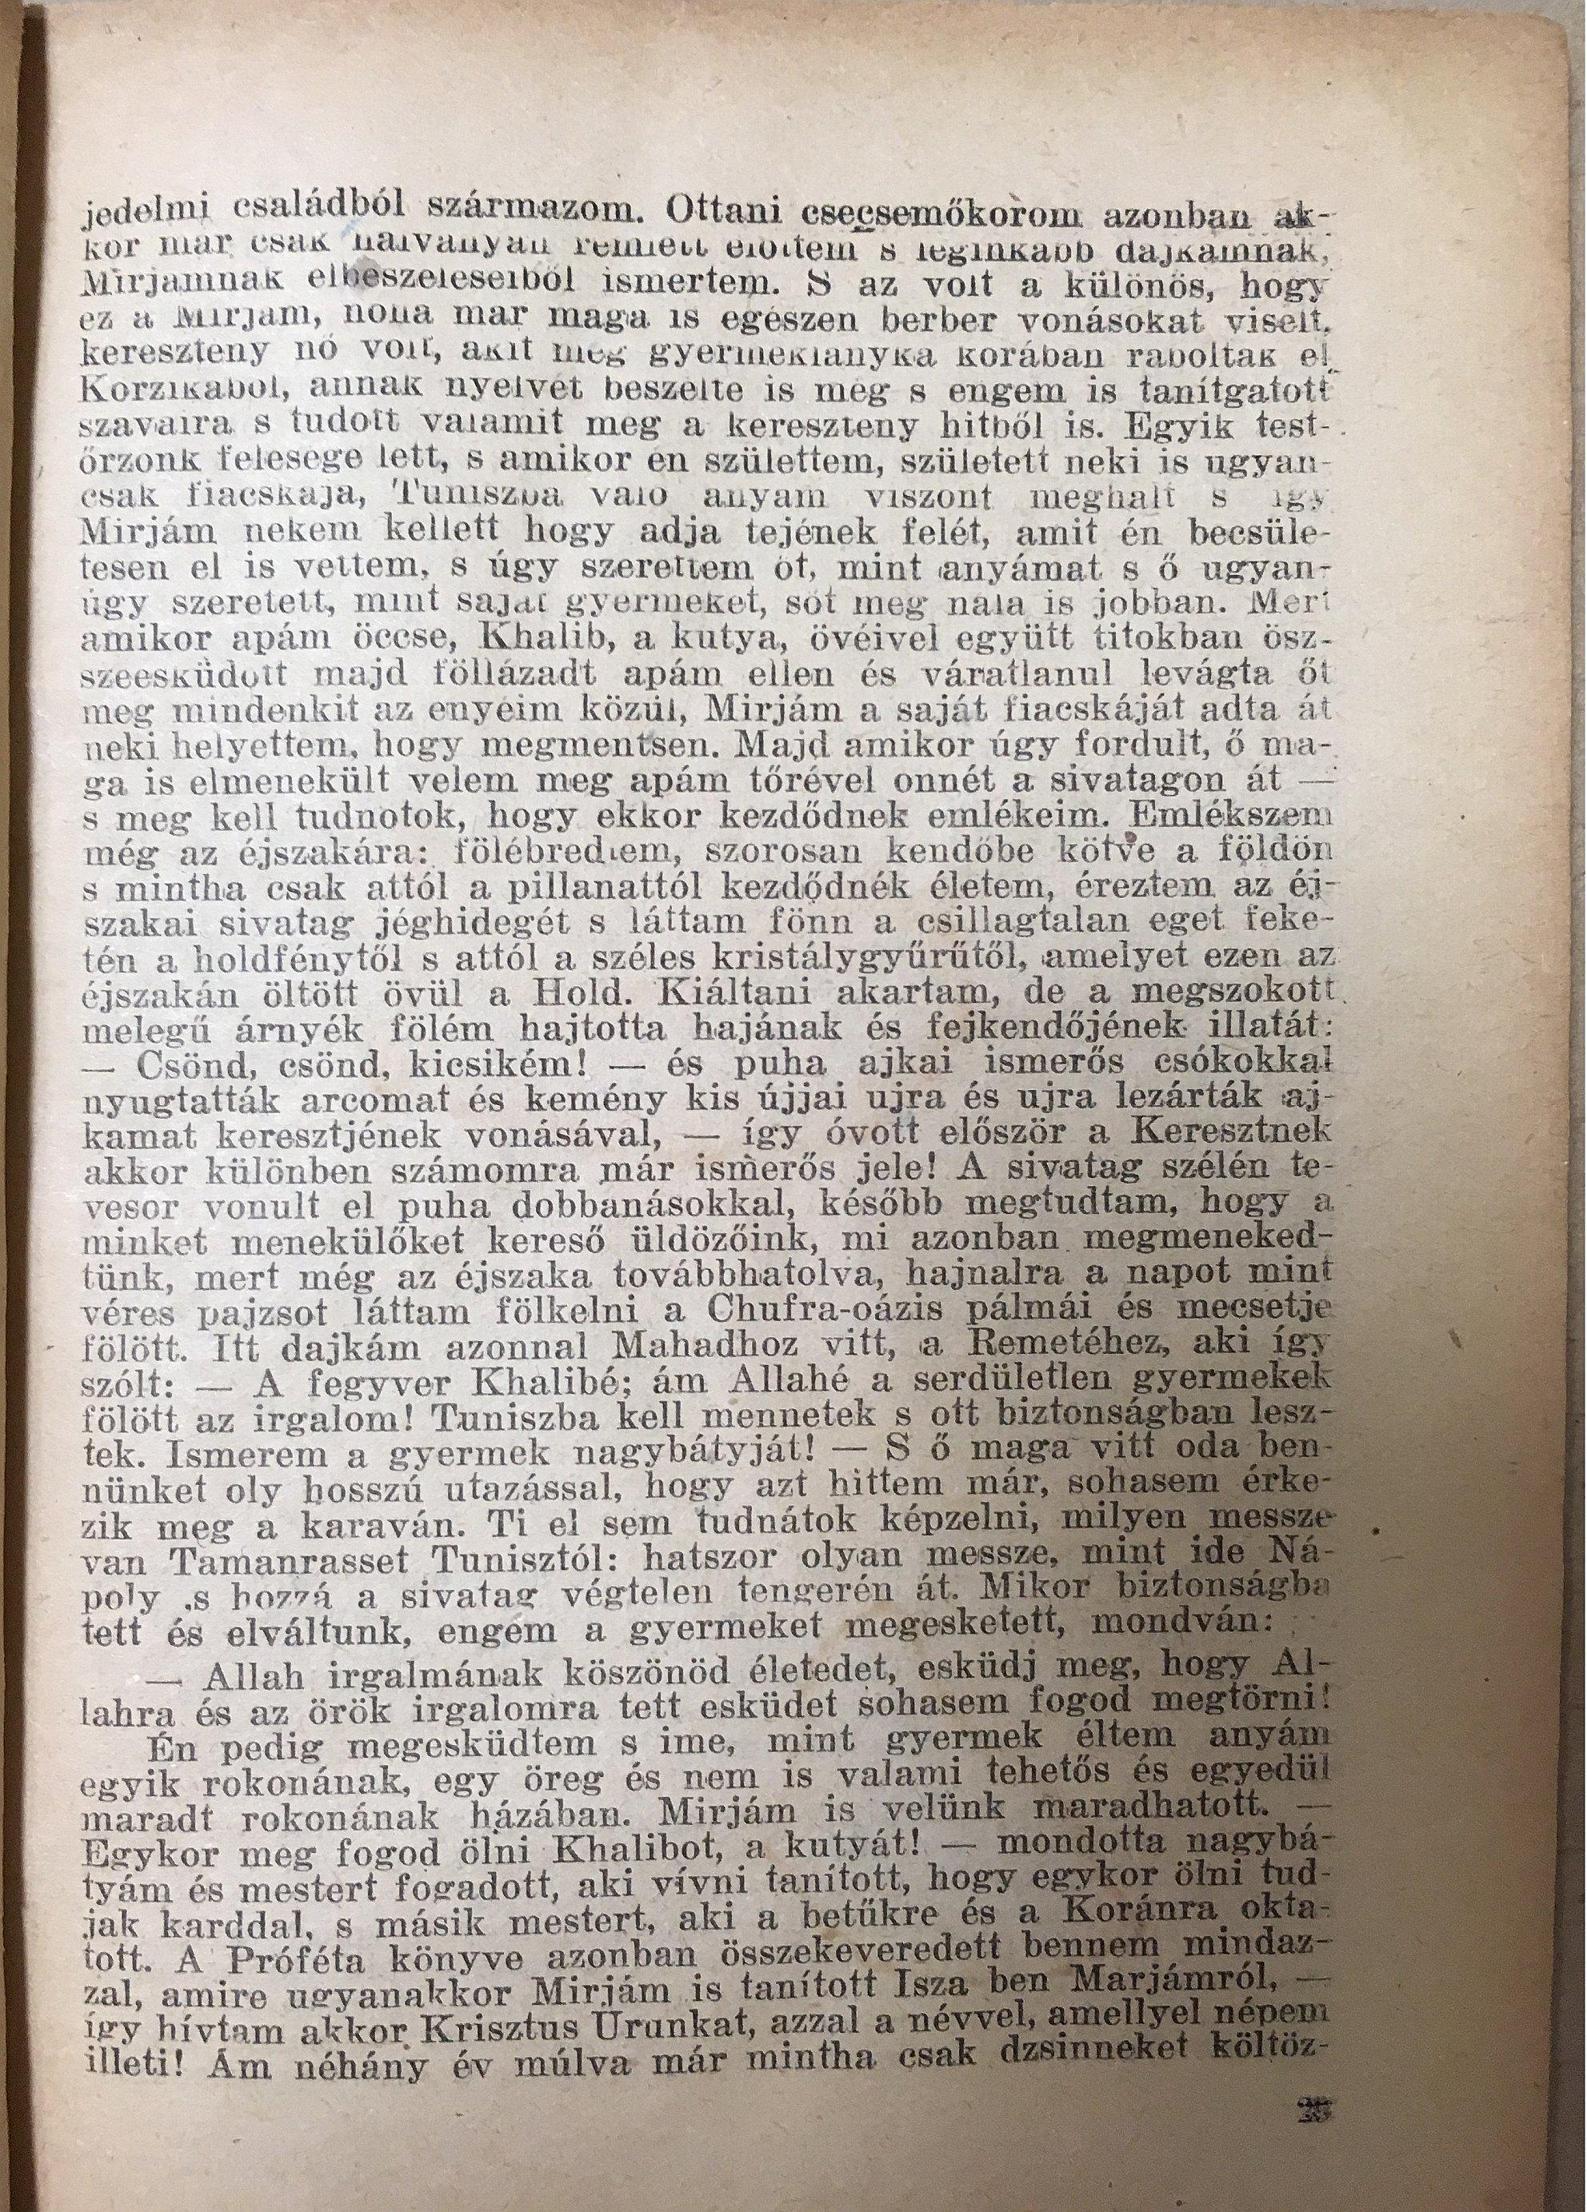 jedelmi családból származom. Ottani csecsemőkorom azonban ak-
kor már csak halványan rémlett előttem s leginkább dajkámnak,
Mirjámnak elbeszéléseiből ismertem. S az volt a különös, hogy
ez a Mirjám, noha már maga is egészen berber vonásokat viselt,
keresztény nő volt, akit még gyermeklányka korában raboltak el
Korzikából, annak nyelvét beszélte is még s engem is tanítgatott
szavaira s tudott valamit még a keresztény hitből is. Egyik test-
őrzőnk felesége lett, s amikor én születtem, született neki is ugyan-
csak fiacskája, Tuniszba való anyám viszont meghalt s így
Mirjám nekem kellett hogy adja tejének felét, amit én becsüle-
tesen el is vettem, s úgy szerettem őt, mint anyámat s ő ugyan-
úgy szeretett, mint saját gyermekét, sőt még nála is jobban. Mert
amikor apám öccse, Khalib, a kutya, övéivel együtt titokban ösz-
szeesküdött majd föllázadt apám ellen és váratlanul levágta őt
meg mindenkit az enyéim közül, Mirjám a saját fiacskáját adta át
neki helyettem, hogy megmentsen. Majd amikor úgy fordult, ő ma-
ga is elmenekült velem meg apám tőrével onnét a sivatagon át —
s meg kell tudnotok, hogy ekkor kezdődnek emlékeim. Emlékszem
még az éjszakára: fölébredtem, szorosan kendőbe kötve a földön
s mintha csak attól a pillanattól kezdődnék életem, éreztem az éj-
szakai sivatag jéghidegét s láttam fönn a csillagtalan eget feke-
tén a holdfénytől s attól a széles kristálygyűrűtől, amelyet ezen az
éjszakán öltött övül a Hold. Kiáltani akartam, de a megszokott
melegű árnyék fölém hajtotta hajának és fejkendőjének illatát:
— Csönd, csönd, kicsikém! — és puha ajkai ismerős csókokkal
nyugtatták arcomat és kemény kis újjai ujra és ujra lezárták aj-
kamat keresztjének vonásával, — így óvott először a Keresztnek
akkor különben számomra már ismerős jele! A sivatag szélén te-
vesor vonult el puha dobbanásokkal, később megtudtam, hogy a
minket menekülőket kereső üldözőink, mi azonban megmeneked-
tünk, mert még az éjszaka továbbhatolva, hajnalra a napot mint
véres pajzsot láttam fölkelni a Chufra-oázis pálmái és mecsetje
fölött. Itt dajkám azonnal Mahadhoz vitt, a Remetéhez, aki így
szólt: — A fegyver Khalibé; ám Allahé a serdületlen gyermekek
fölött az irgalom! Tuniszba kell mennetek s ott biztonságban lesz-
tek. Ismerem a gyermek nagybátyját! — S ő maga vitt oda ben-
nünket oly hosszú utazással, hogy azt hittem már, sohasem érke-
zik meg a karaván. Ti el sem tudnátok képzelni, milyen messze
van Tamanrasset Tunisztól: hatszor olyan messze, mint ide Ná-
poly s hozzá a sivatag végtelen tengerén át. Mikor biztonságba
tett és elváltunk, engem a gyermeket megesketett, mondván:
— Allah irgalmának köszönöd életedet, esküdj meg, hogy Al-
lahra és az örök irgalomra tett esküdet sohasem fogod megtörni!
Én pedig megesküdtem s ime, mint gyermek éltem anyám
egyik rokonának, egy öreg és nem is valami tehetős és egyedül
maradt rokonának házában. Mirjám is velünk maradhatott. —
Egykor meg fogod ölni Khalibot, a kutyát! — mondotta nagybá-
tyám és mestert fogadott, aki vívni tanított, hogy egykor ölni tud-
jak karddal, s másik mestert, aki a betűkre és a Koránra okta-
tott. A Próféta könyve azonban összekeveredett bennem mindaz-
zal, amire ugyanakkor Mirjám is tanított Isza ben Marjámról, —
így hívtam akkor Krisztus Urunkat, azzal a névvel, amellyel népem
illeti! Ám néhány év múlva már mintha csak dzsinneket költöz-